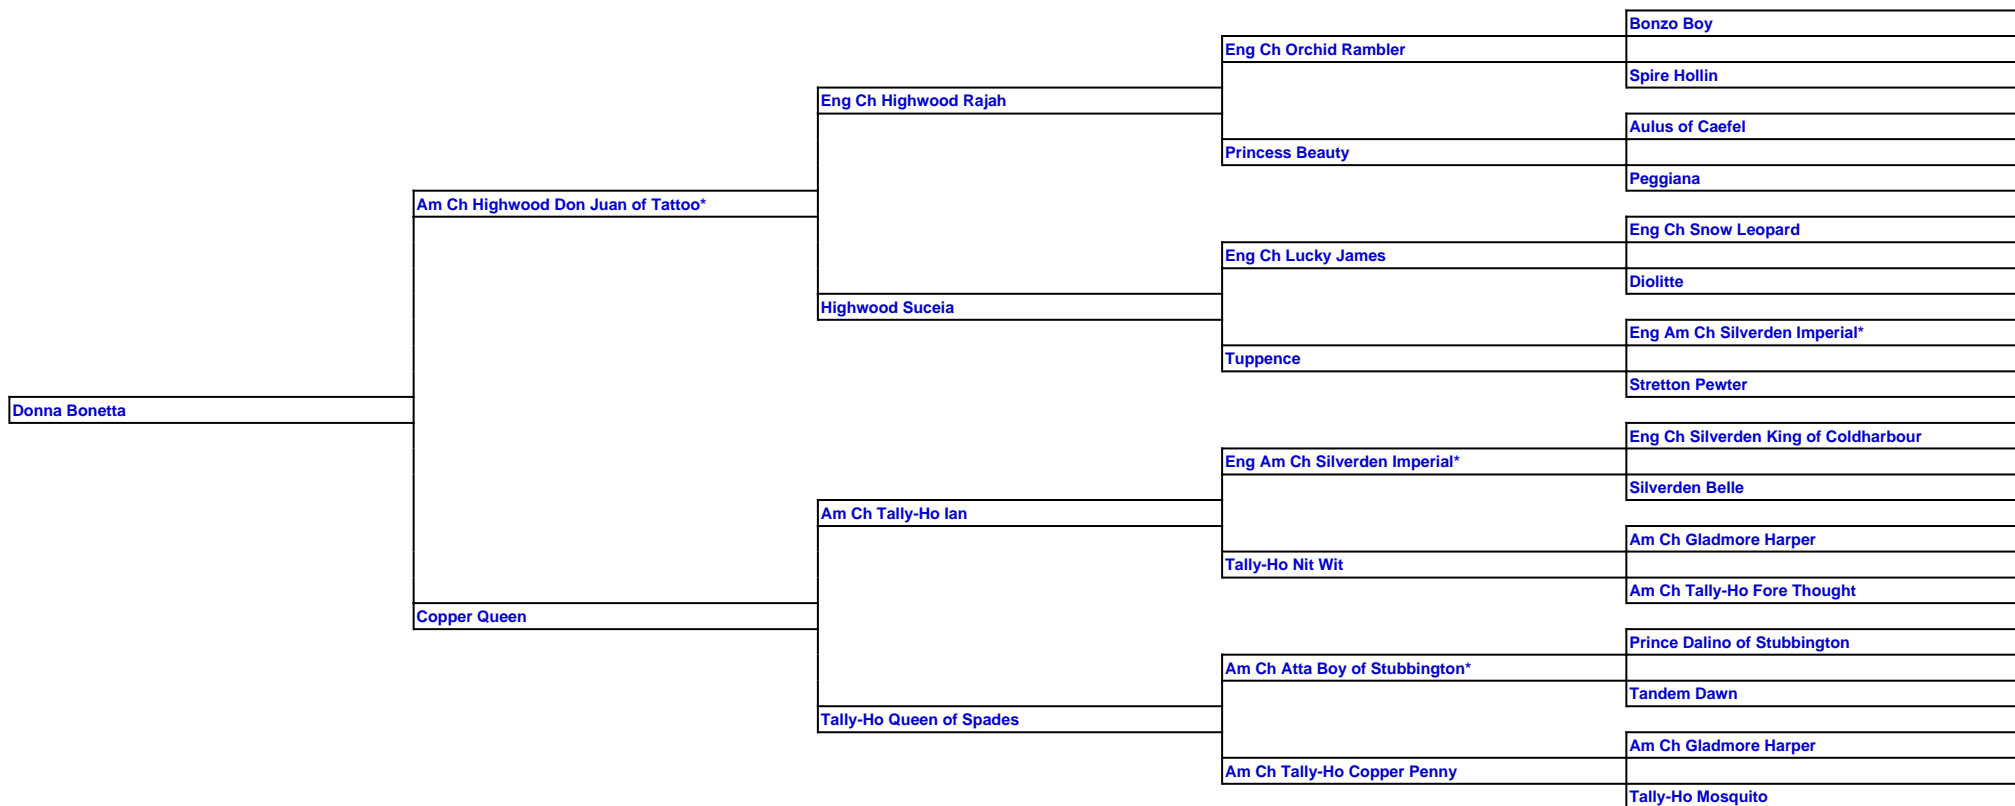 Bonzo Boy
Eng Ch Orchid Rambler
Spire Hollin
Eng Ch Highwood Rajah
Aulus of Caefel
Princess Beauty
Peggiana
Am Ch Highwood Don Juan of Tattoo*
Eng Ch Snow Leopard
Eng Ch Lucky James
Diolitte
Highwood Suceia
Eng Am Ch Silverden Imperial*
Tuppence
Stretton Pewter
Donna Bonetta
Eng Ch Silverden King of Coldharbour
Eng Am Ch Silverden Imperial*
Silverden Belle
Am Ch Tally-Ho Ian
Am Ch Gladmore Harper
Tally-Ho Nit Wit
Am Ch Tally-Ho Fore Thought
Copper Queen
Prince Dalino of Stubbington
Am Ch Atta Boy of Stubbington*
Tandem Dawn
Tally-Ho Queen of Spades
Am Ch Gladmore Harper
Am Ch Tally-Ho Copper Penny
Tally-Ho Mosquito